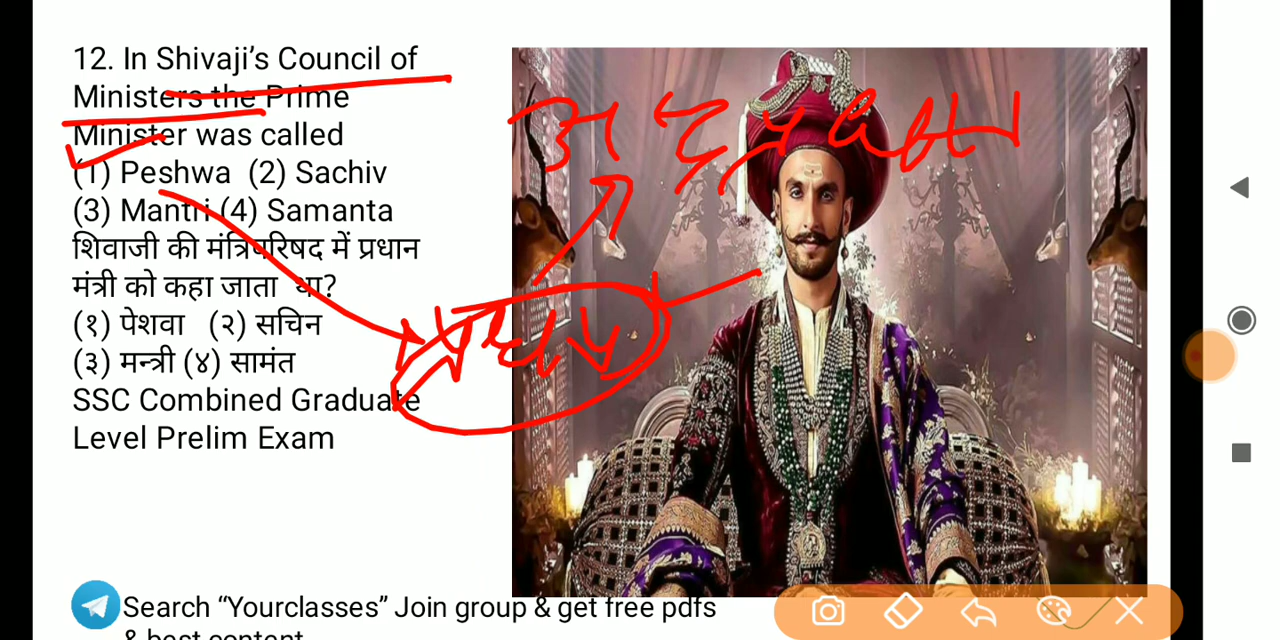 12. In Shivaji's Council of
Ministers the Prime
Minister was called
(1) Peshwa (2) Sachiv
(3) Mantri (4) Samanta
शिवाजी की मंत्रिपरिषद में प्रधान
मंत्री को कहा जाता था?
(१) पेशवा (२) सचिन
(३) मन्त्री (४) सामंत
SSC Combined Graduate
Level Prelim Exam
Search “Yourclasses” Join group & get free pdfs
& best content